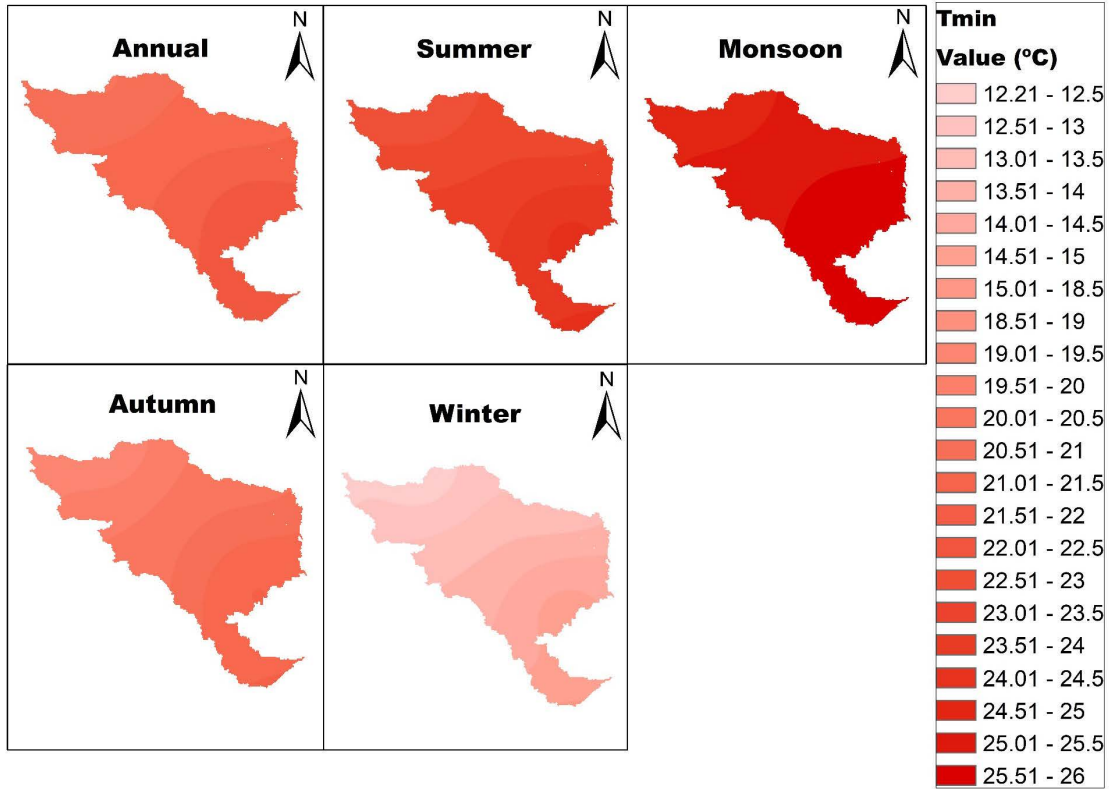 N
Annual
N
Summer
N
Monsoon
N
Autumn
N
Winter
Tmin
Value (ºC)
12.21 - 12.5
12.51 - 13
13.01 - 13.5
13.51 - 14
14.01 - 14.5
14.51 - 15
15.01 - 18.5
18.51 - 19
19.01 - 19.5
19.51 - 20
20.01 - 20.5
20.51 - 21
21.01 - 21.5
21.51 - 22
22.01 - 22.5
22.51 - 23
23.01 - 23.5
23.51 - 24
24.01 - 24.5
24.51 - 25
25.01 - 25.5
25.51 - 26